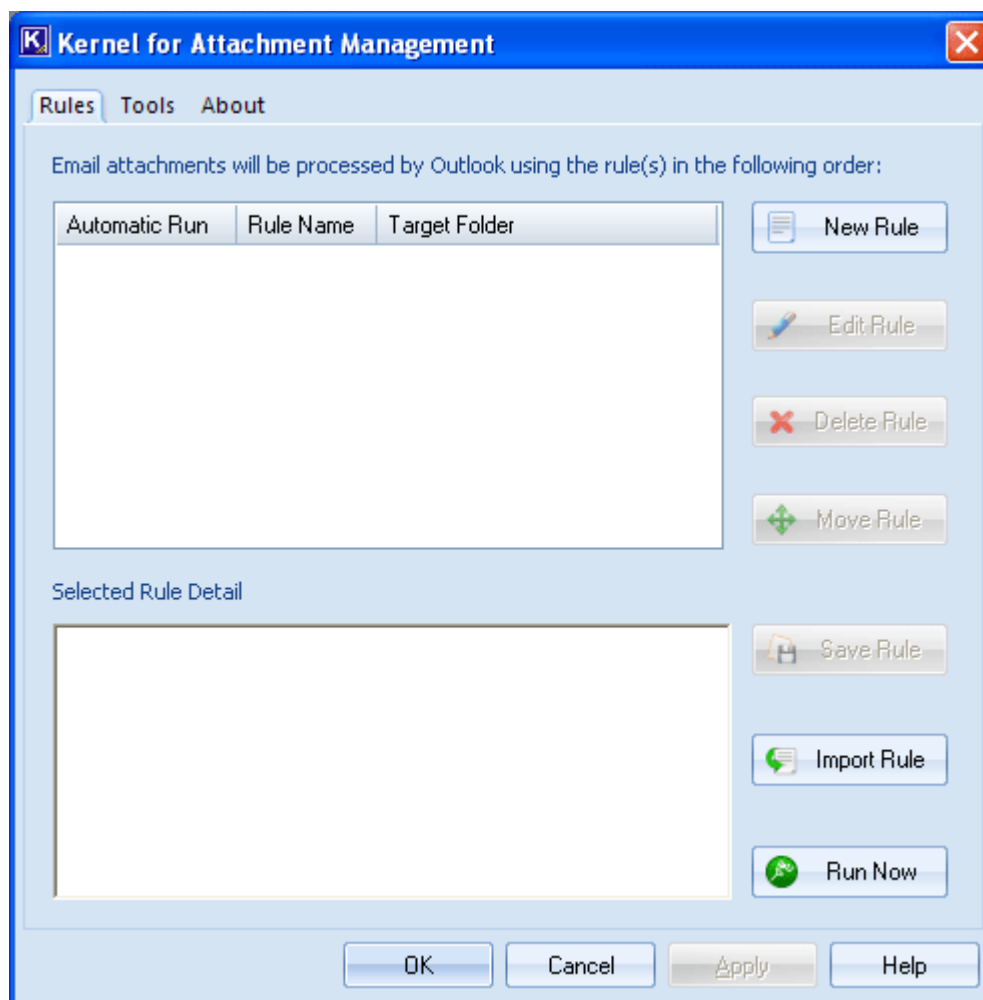 Kernel for Attachment Management
Rules Tools About
Email attachments will be processed by Outlook using the rule(s) in the following order:
Automatic Run Rule Name Target Folder
New Rule
Edit Rule
Delete Rule
Move Rule
Selected Rule Detail
Save Rule
Import Rule
Run Now
OK Cancel Apply Help